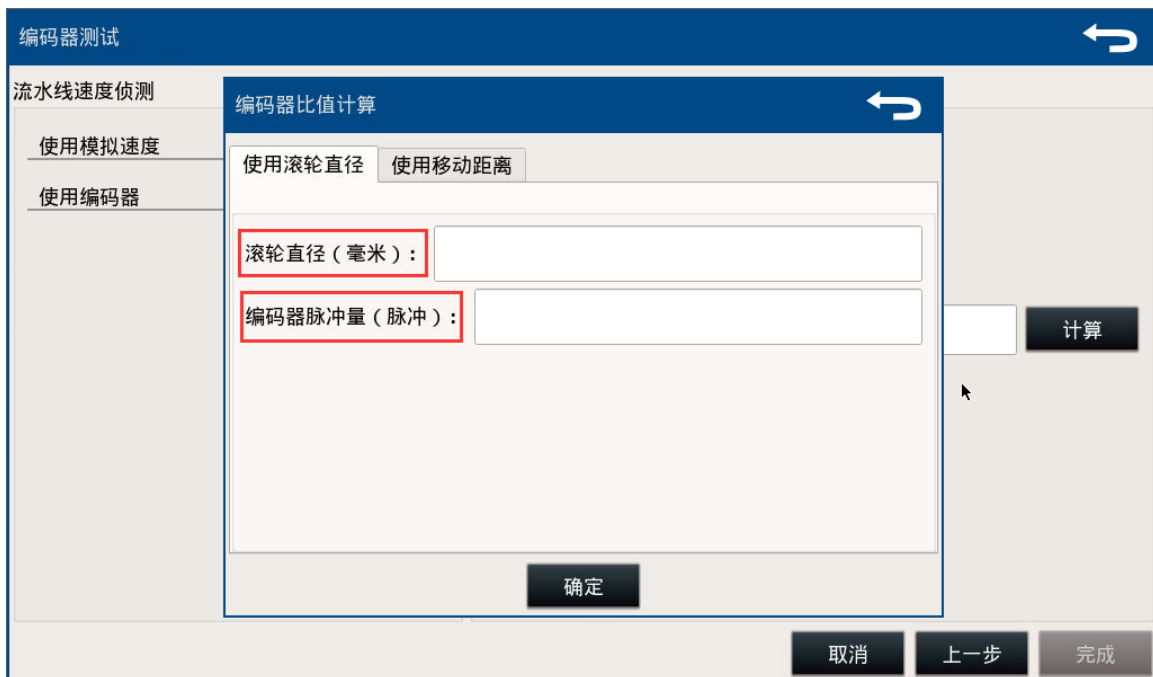 编码器测试
流水线速度侦测
编码器比值计算
使用模拟速度
使用滚轮直径 使用移动距离
使用编码器
滚轮直径（毫米）：
编码器脉冲量（脉冲）：
计算
确定
取消 上一步 完成